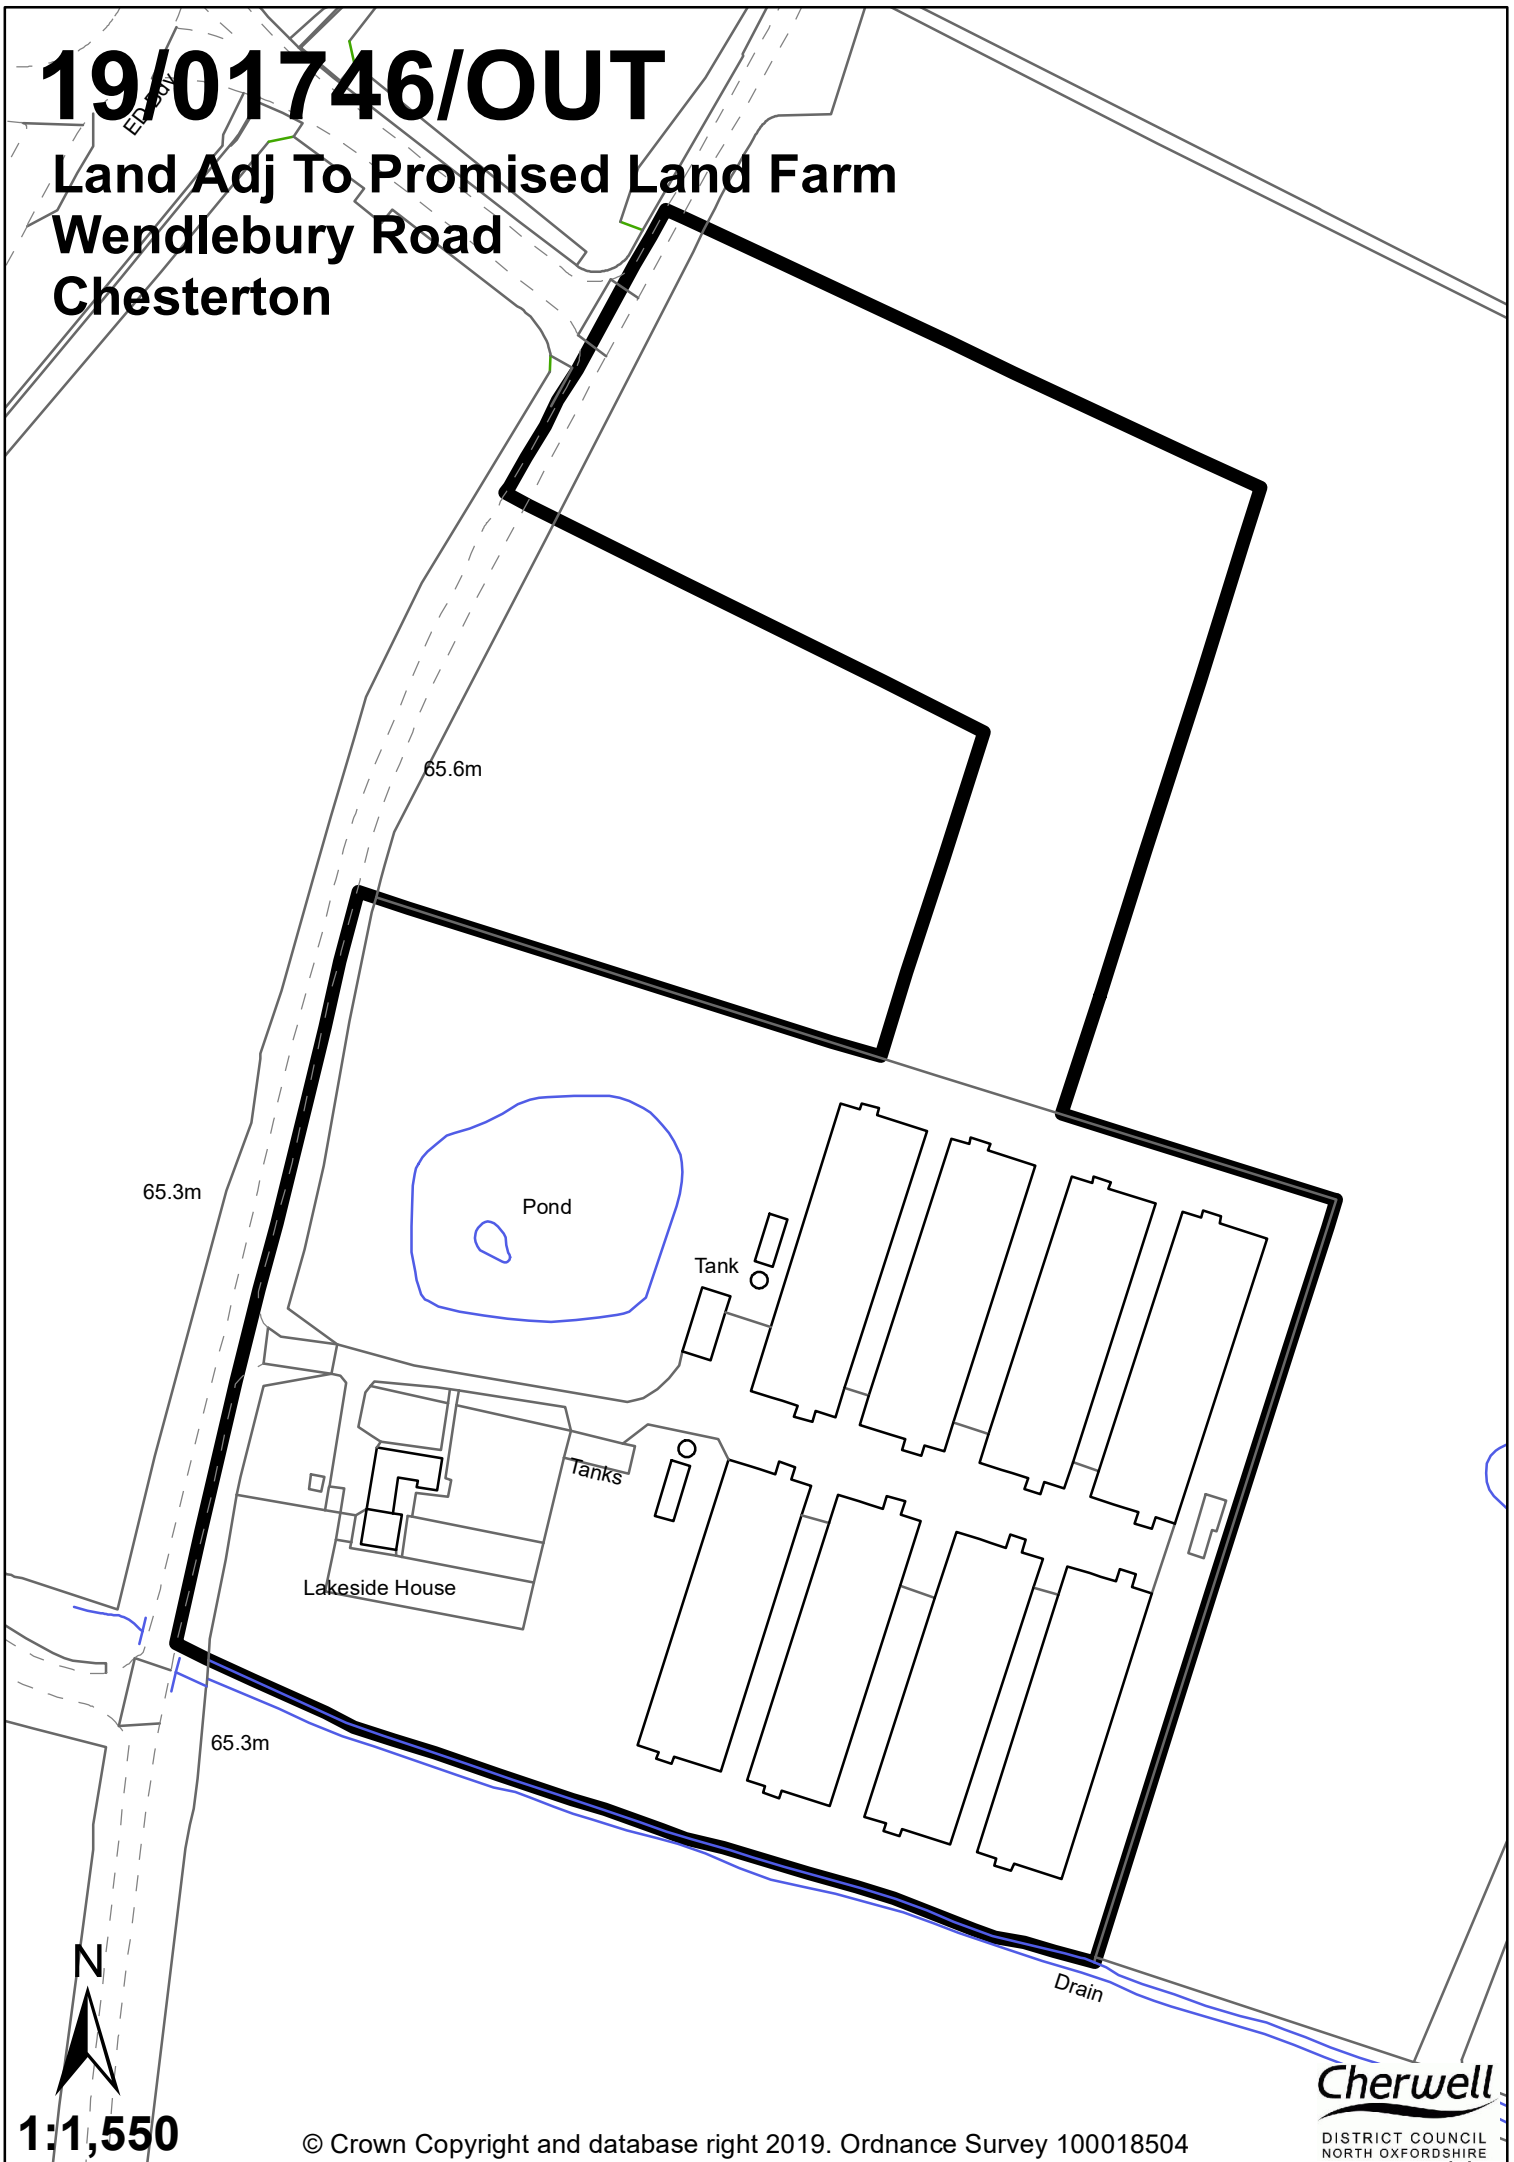 19/01746/OUT
ED Bdy
Land Adj To Promised Land Farm
Wendlebury Road
Chesterton
65.6m
65.3m
Pond
Tank
Tanks
Lakeside House
65.3m
Drain
N
1:1,550
© Crown Copyright and database right 2019. Ordnance Survey 100018504
Cherwell
DISTRICT COUNCIL
NORTH OXFORDSHIRE